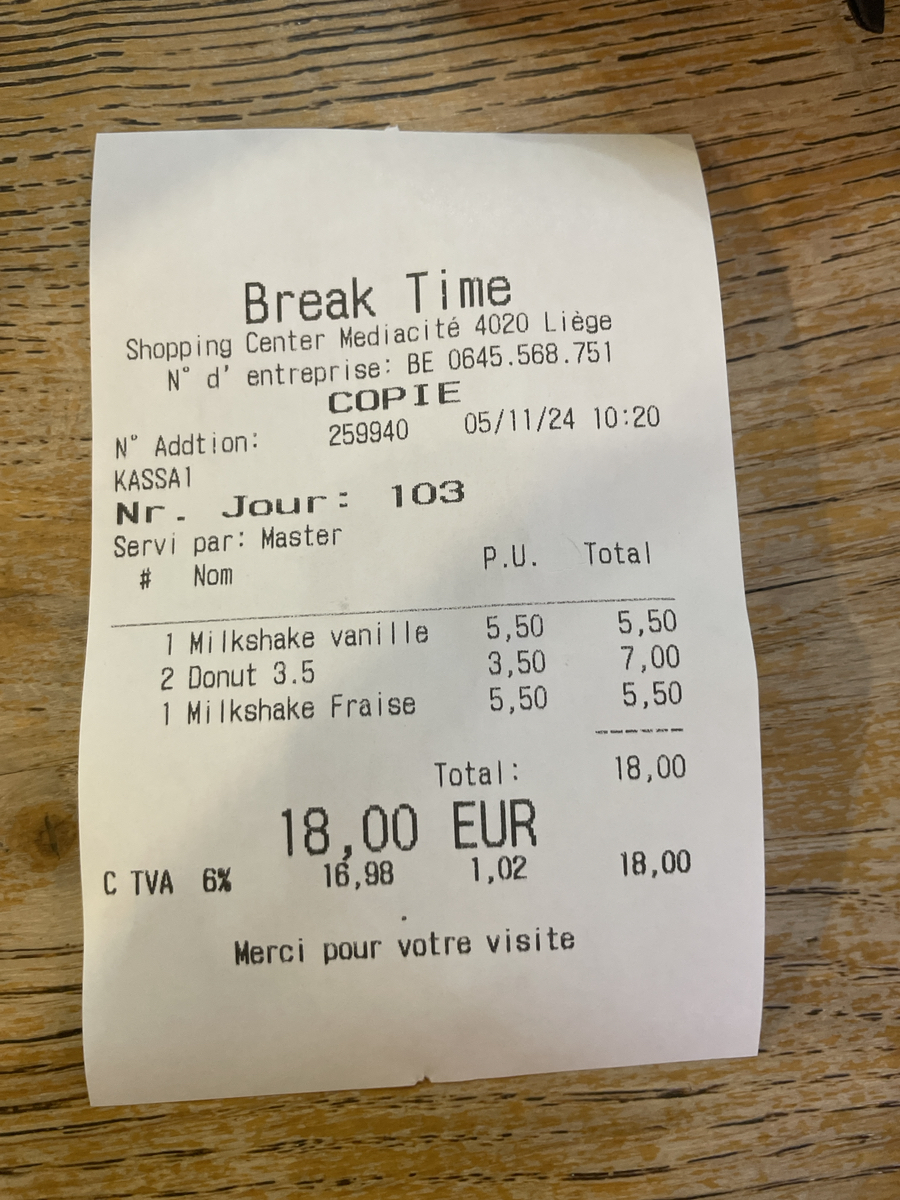 Break Time
Shopping Center Mediacité 4020 Liège
N° d' entreprise: BE 0645.568.751
COPIE
N° Addtion: 259940 05/11/24 10:20
KASSA1
Nr. Jour: 103
Servi par: Master
# Nom P.U. Total
1 Milkshake vanille 5,50 5,50
2 Donut 3.5 3,50 7,00
1 Milkshake Fraise 5,50 5,50
Total: 18,00
18,00 EUR
C TVA 6% 16,98 1,02 18,00
Merci pour votre visite